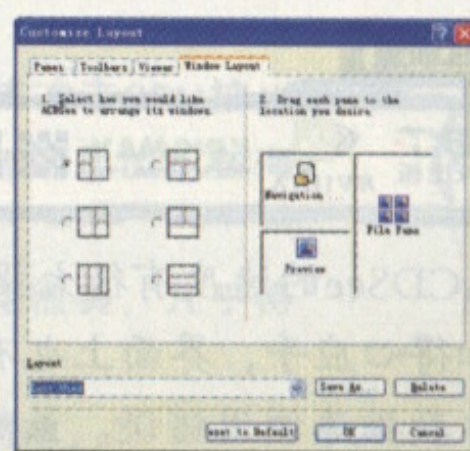 Customize Layout
Panes Toolbars Viewer Window Layout
1. Select how you would like
ACDSee to arrange its windows.
2. Drag each pane to the
location you desire.
Navigation ...
File Pane
Preview
Layout
Save As... Delete
Reset to Default OK Cancel
ACDSee